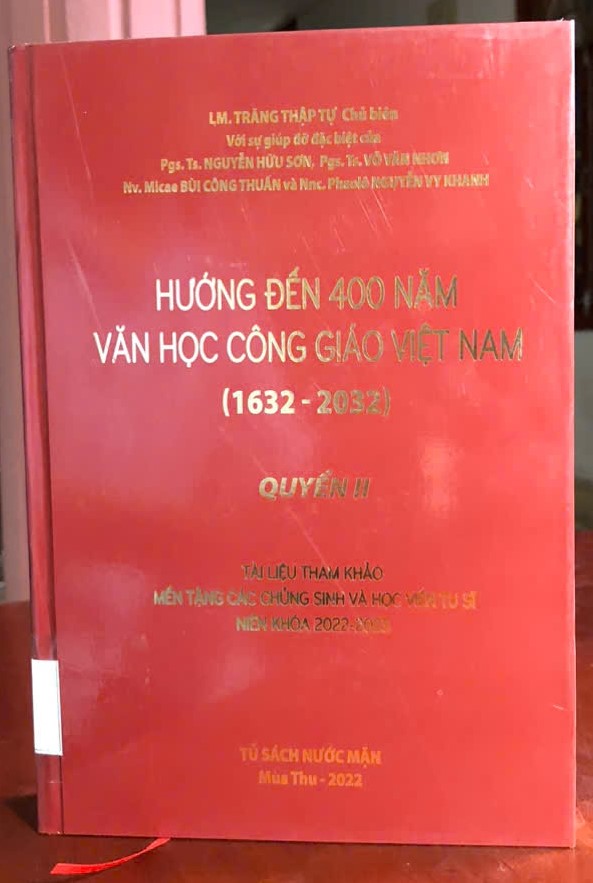 LM. TRĂNG THẬP TỰ Chủ biên
Với sự giúp đỡ đặc biệt của
Pgs. Ts. NGUYỄN HỮU SƠN, Pgs. Ts. VÕ VĂN NHƠN
Nv. Micae BÙI CÔNG THUẤN và Nnc. Phaolô NGUYỄN VY KHANH
HƯỚNG ĐẾN 400 NĂM
VĂN HỌC CÔNG GIÁO VIỆT NAM
(1632 - 2032)
QUYỂN II
TÀI LIỆU THAM KHẢO
MẾN TẶNG CÁC CHỦNG SINH VÀ HỌC VIÊN TU SĨ
NIÊN KHÓA 2022-2023
TỦ SÁCH NƯỚC MẶN
Mùa Thu - 2022